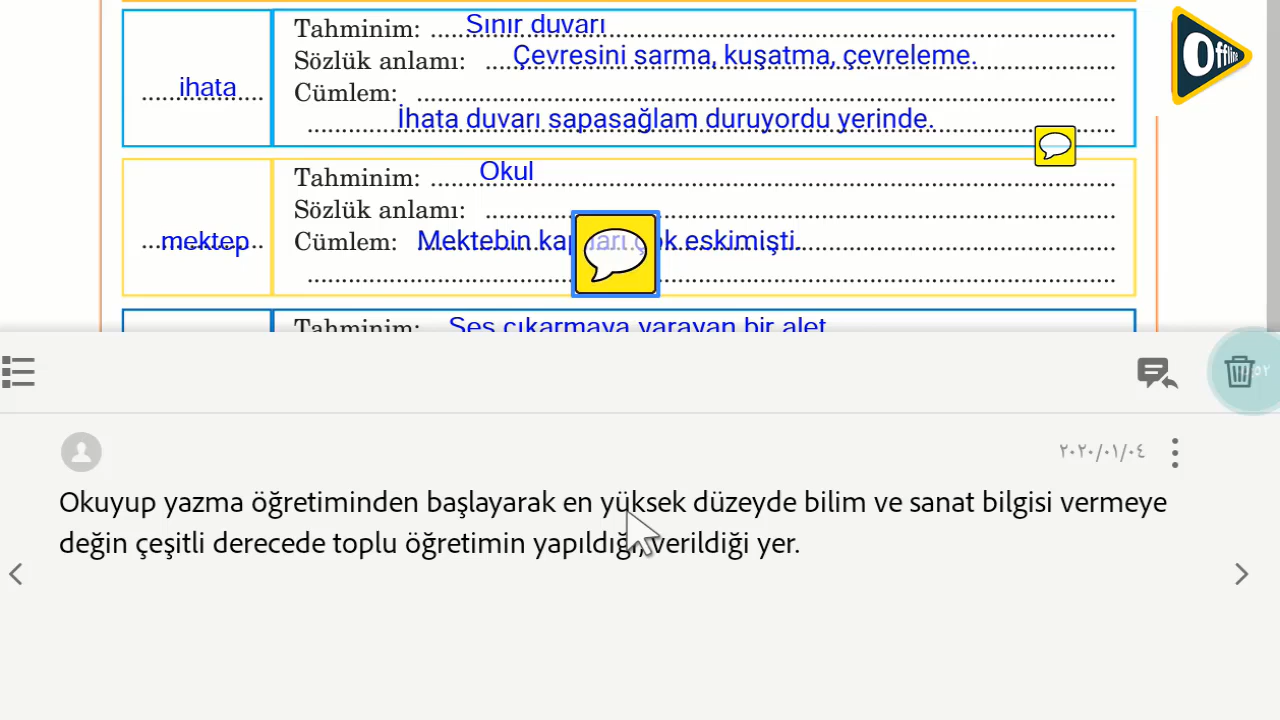 Tahminim: Sınır duvarı
Sözlük anlamı: Çevresini sarma, kuşatma, çevreleme.
ihata
Cümlem:
İhata duvarı sapasağlam duruyordu yerinde.
Offline
Tahminim: Okul
Sözlük anlamı:
mektep
Cümlem: Mektebin çok eskimişti.
Tahminim: Ses çıkarmaya yarayan bir alet
٢٠٢٠/٠١/٠٤
Okuyup yazma öğretiminden başlayarak en yüksek düzeyde bilim ve sanat bilgisi vermeye
değin çeşitli derecede toplu öğretimin yapıldığı, verildiği yer.